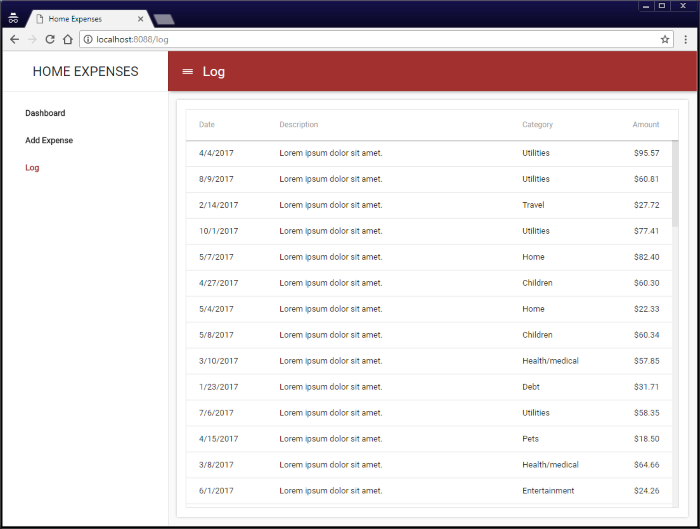 Home Expenses
localhost:8088/log
HOME EXPENSES
Log
Dashboard
Add Expense
Log
Date Description Category Amount
4/4/2017 Lorem ipsum dolor sit amet. Utilities $95.57
8/9/2017 Lorem ipsum dolor sit amet. Utilities $60.81
2/14/2017 Lorem ipsum dolor sit amet. Travel $27.72
10/1/2017 Lorem ipsum dolor sit amet. Utilities $77.41
5/7/2017 Lorem ipsum dolor sit amet. Home $82.40
4/27/2017 Lorem ipsum dolor sit amet. Children $60.30
5/4/2017 Lorem ipsum dolor sit amet. Home $22.33
5/8/2017 Lorem ipsum dolor sit amet. Children $60.34
3/10/2017 Lorem ipsum dolor sit amet. Health/medical $57.85
1/23/2017 Lorem ipsum dolor sit amet. Debt $31.71
7/6/2017 Lorem ipsum dolor sit amet. Utilities $58.35
4/15/2017 Lorem ipsum dolor sit amet. Pets $18.50
3/8/2017 Lorem ipsum dolor sit amet. Health/medical $64.66
6/1/2017 Lorem ipsum dolor sit amet. Entertainment $24.26